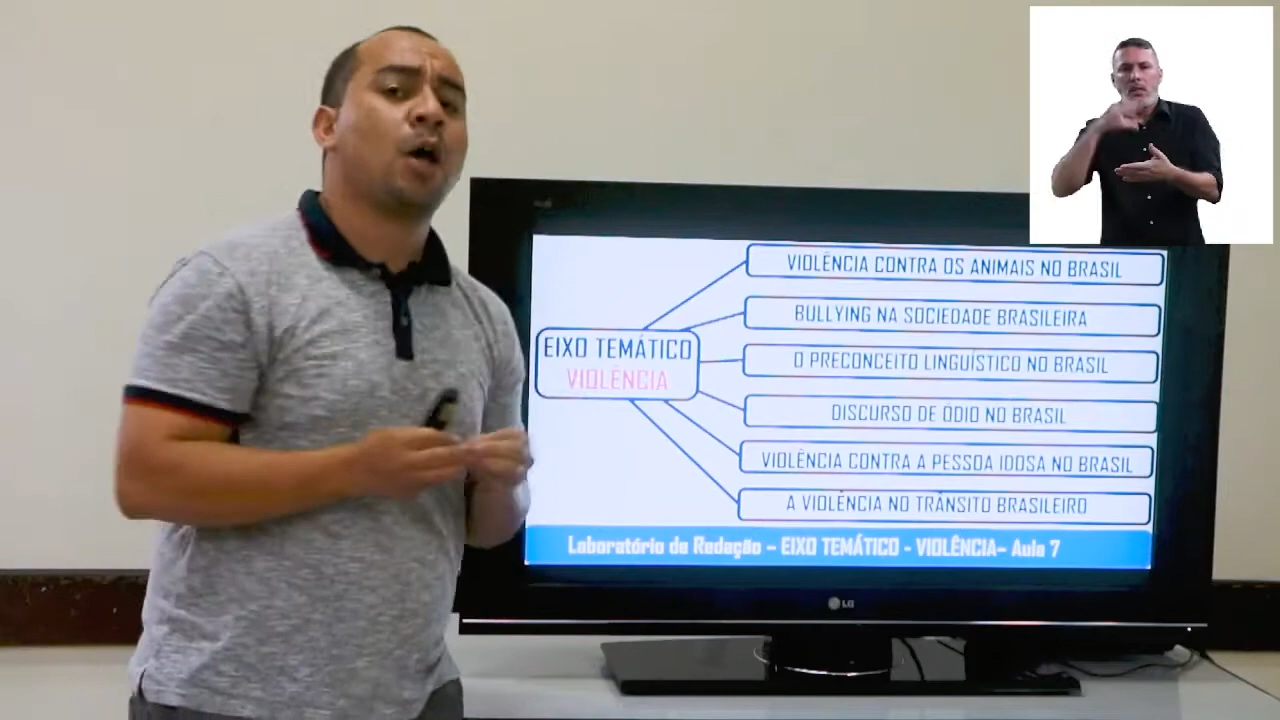 VIOLÊNCIA CONTRA OS ANIMAIS NO BRASIL
BULLYING NA SOCIEDADE BRASILEIRA
EIXO TEMÁTICO
VIOLÊNCIA
O PRECONCEITO LINGUÍSTICO NO BRASIL
DISCURSO DE ÓDIO NO BRASIL
VIOLÊNCIA CONTRA A PESSOA IDOSA NO BRASIL
A VIOLÊNCIA NO TRÂNSITO BRASILEIRO
Laboratório da Redação – EIXO TEMÁTICO - VIOLÊNCIA– Aula 7
LG